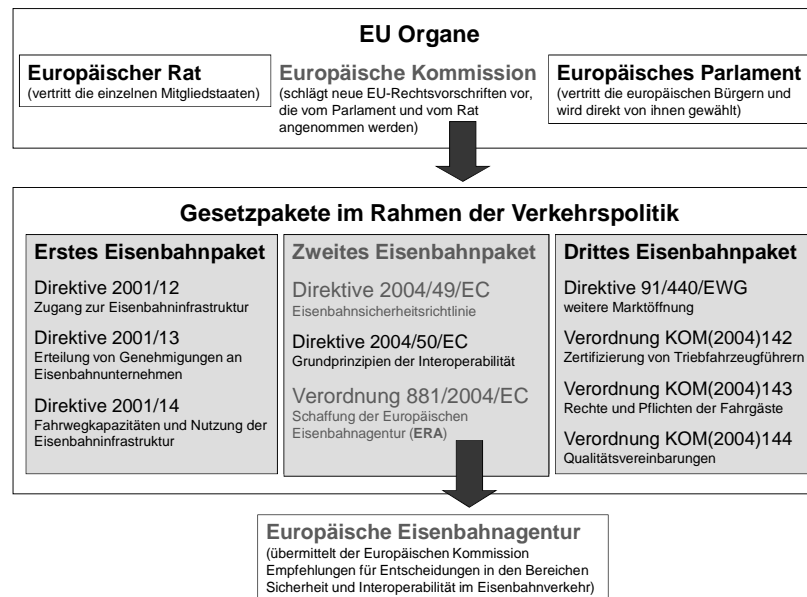 EU Organe
Europäischer Rat
(vertritt die einzelnen Mitgliedstaaten)
Europäische Kommission
(schlägt neue EU-Rechtsvorschriften vor,
die vom Parlament und vom Rat
angenommen werden)
Europäisches Parlament
(vertritt die europäischen Bürgern und
wird direkt von ihnen gewählt)
Gesetzpakete im Rahmen der Verkehrspolitik
Erstes Eisenbahnpaket
Direktive 2001/12
Zugang zur Eisenbahninfrastruktur
Direktive 2001/13
Erteilung von Genehmigungen an
Eisenbahnunternehmen
Direktive 2001/14
Fahrwegkapazitäten und Nutzung der
Eisenbahninfrastruktur
Zweites Eisenbahnpaket
Direktive 2004/49/EC
Eisenbahnsicherheitsrichtlinie
Direktive 2004/50/EC
Grundprinzipien der Interoperabilität
Verordnung 881/2004/EC
Schaffung der Europäischen
Eisenbahnagentur (ERA)
Drittes Eisenbahnpaket
Direktive 91/440/EWG
weitere Marktöffnung
Verordnung KOM(2004)142
Zertifizierung von Triebfahrzeugführern
Verordnung KOM(2004)143
Rechte und Pflichten der Fahrgäste
Verordnung KOM(2004)144
Qualitätsvereinbarungen
Europäische Eisenbahnagentur
(übermittelt der Europäischen Kommission
Empfehlungen für Entscheidungen in den Bereichen
Sicherheit und Interoperabilität im Eisenbahnverkehr)